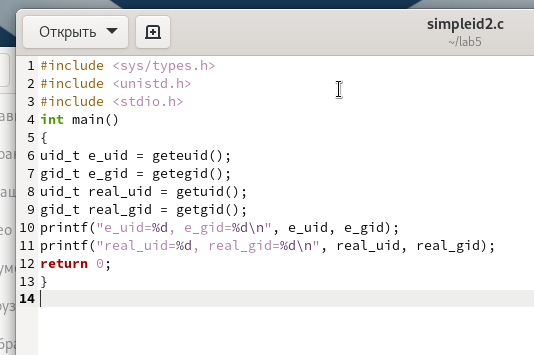 Открыть
simpleid2.c
~/lab5
1 #include <sys/types.h>
2 #include <unistd.h>
3 #include <stdio.h>
4 int main()
5 {
6 uid_t e_uid = geteuid();
7 gid_t e_gid = getegid();
8 uid_t real_uid = getuid();
9 gid_t real_gid = getgid();
10 printf("e_uid=%d, e_gid=%d\n", e_uid, e_gid);
11 printf("real_uid=%d, real_gid=%d\n", real_uid, real_gid);
12 return 0;
13 }
14